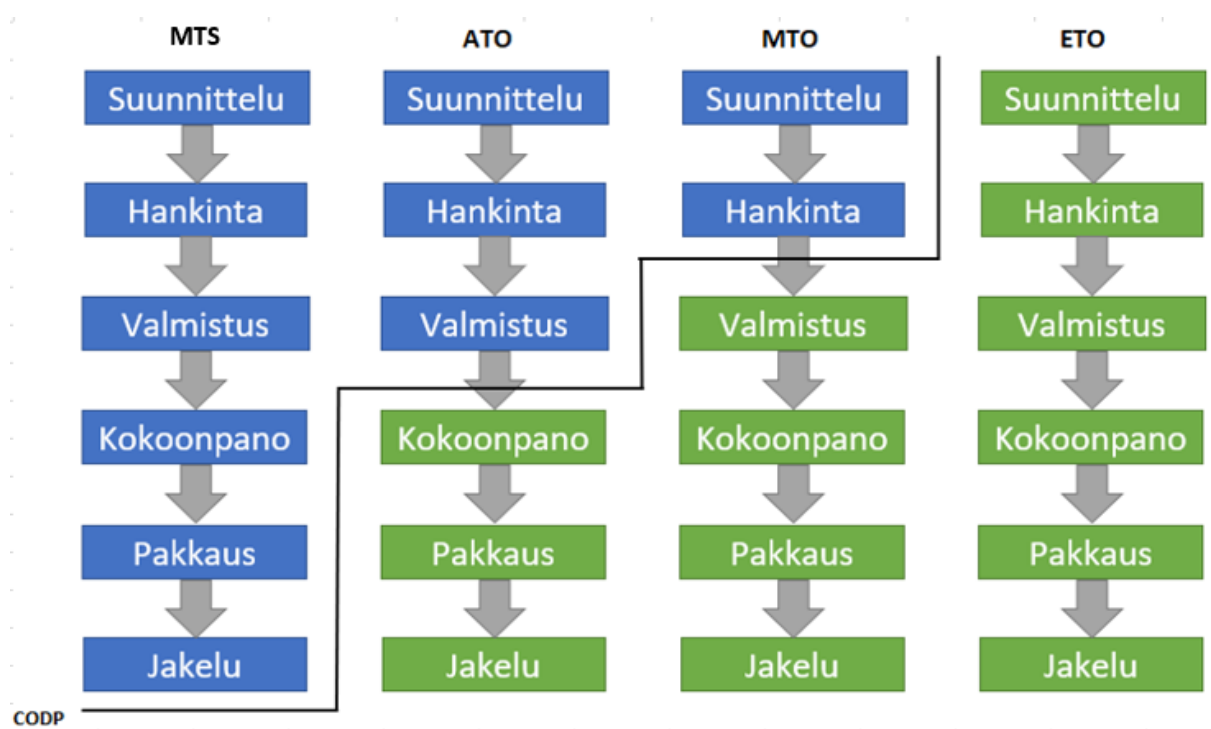 MTS ATO MTO ETO
Suunnittelu Suunnittelu Suunnittelu Suunnittelu
Hankinta Hankinta Hankinta Hankinta
Valmistus Valmistus Valmistus Valmistus
Kokoonpano Kokoonpano Kokoonpano Kokoonpano
Pakkaus Pakkaus Pakkaus Pakkaus
Jakelu Jakelu Jakelu Jakelu
CODP